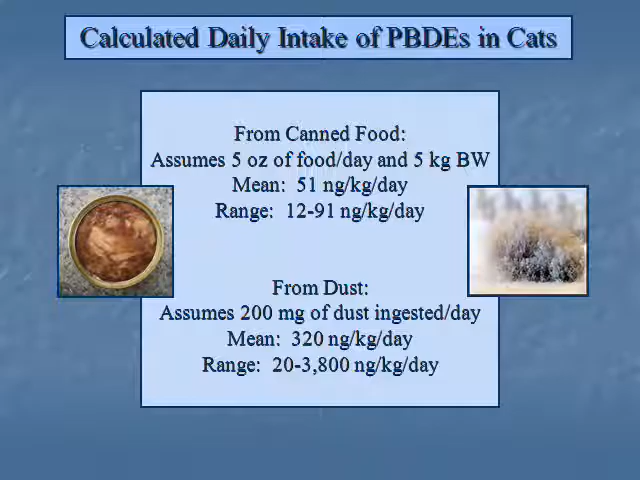 Calculated Daily Intake of PBDEs in Cats
From Canned Food:
Assumes 5 oz of food/day and 5 kg BW
Mean:  51 ng/kg/day
Range:  12-91 ng/kg/day
From Dust:
Assumes 200 mg of dust ingested/day
Mean:  320 ng/kg/day
Range:  20-3,800 ng/kg/day